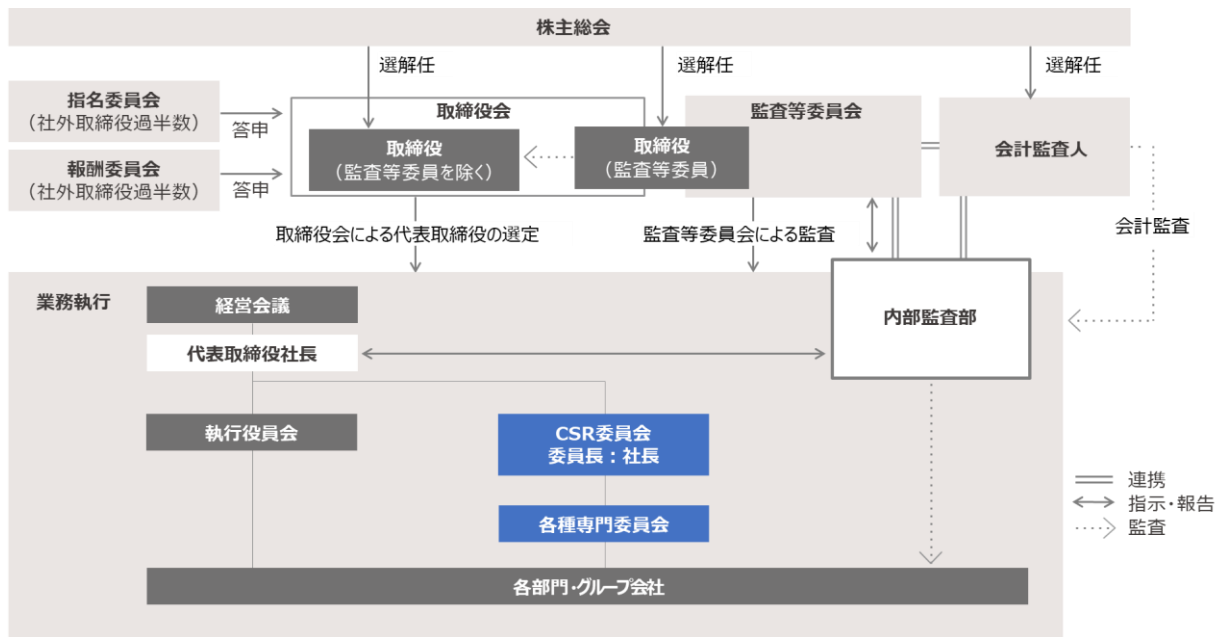 株主総会
選解任
選解任
選解任
指名委員会
（社外取締役過半数）
答申
報酬委員会
（社外取締役過半数）
答申
取締役会
取締役
（監査等委員を除く）
取締役
（監査等委員）
監査等委員会
会計監査人
取締役会による代表取締役の選定
監査等委員会による監査
会計監査
業務執行
経営会議
代表取締役社長
内部監査部
執行役員会
CSR委員会
委員長：社長
各種専門委員会
各部門・グループ会社
連携
指示・報告
監査